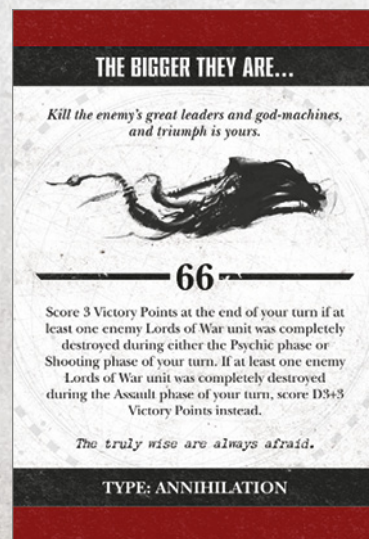 THE BIGGER THEY ARE...
Kill the enemy's great leaders and god-machines,
and triumph is yours.
66
Score 3 Victory Points at the end of your turn if at
least one enemy Lords of War unit was completely
destroyed during either the Psychic phase or
Shooting phase of your turn. If at least one enemy
Lords of War unit was completely destroyed
during the Assault phase of your turn, score D3+3
Victory Points instead.
The truly wise are always afraid.
TYPE: ANNIHILATION